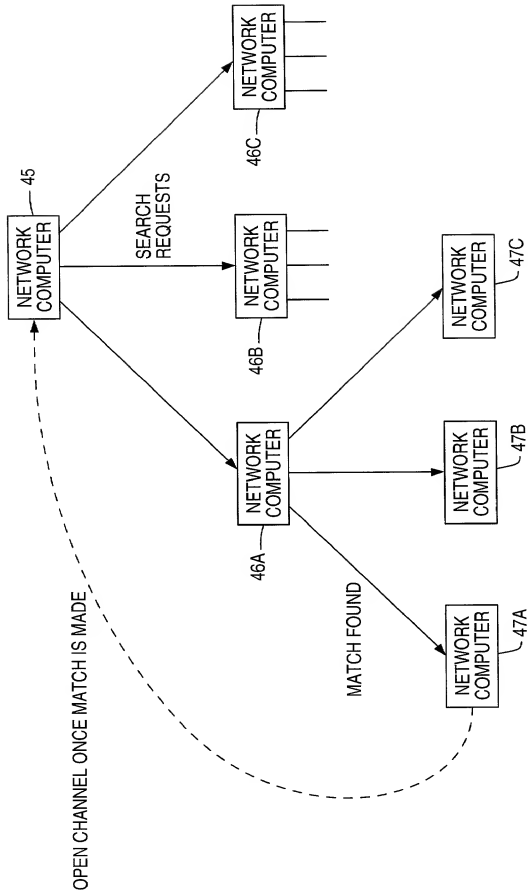 NETWORK
COMPUTER
45
SEARCH
REQUESTS
NETWORK
COMPUTER
46A
NETWORK
COMPUTER
46B
NETWORK
COMPUTER
46C
MATCH FOUND
NETWORK
COMPUTER
47A
NETWORK
COMPUTER
47B
NETWORK
COMPUTER
47C
OPEN CHANNEL ONCE MATCH IS MADE